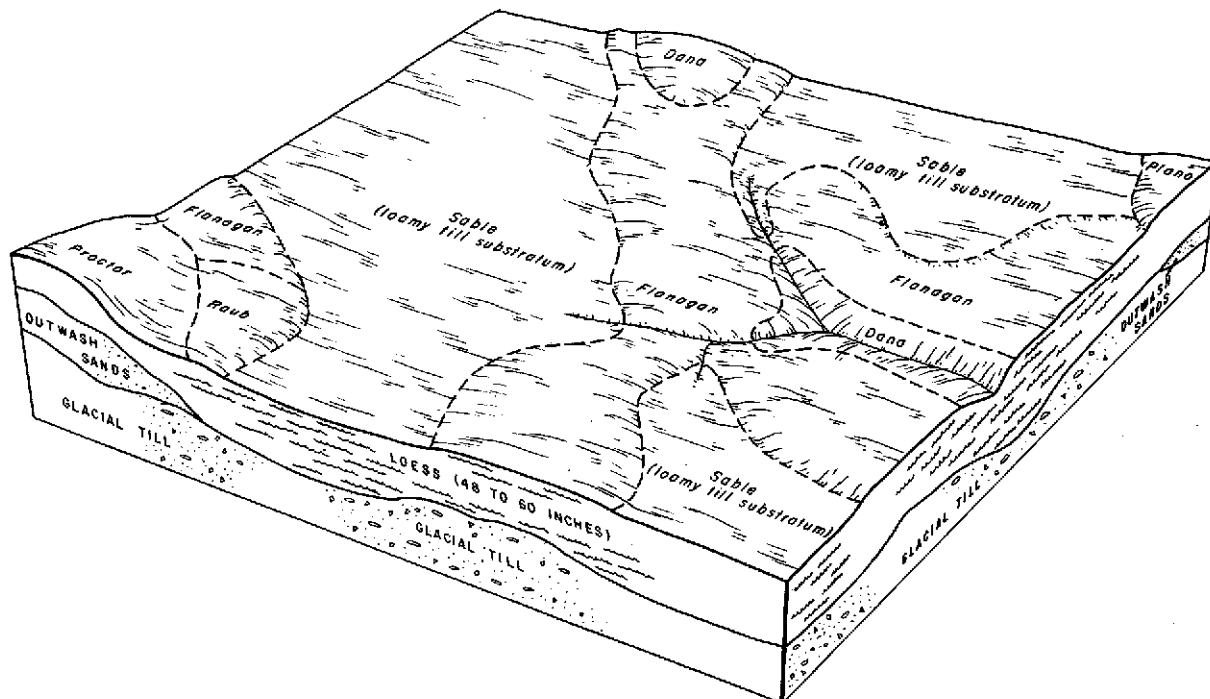 Dana
Sable
(loamy till substratum)
Plano
Flanagan
Sable
(loamy till substratum)
Proctor
Raub
Flanagan
Flanagan
Dana
OUTWASH
SANDS
OUTWASH
SANDS
GLACIAL TILL
LOESS (48 TO 60 INCHES)
Sable
(loamy till substratum)
GLACIAL TILL
GLACIAL TILL